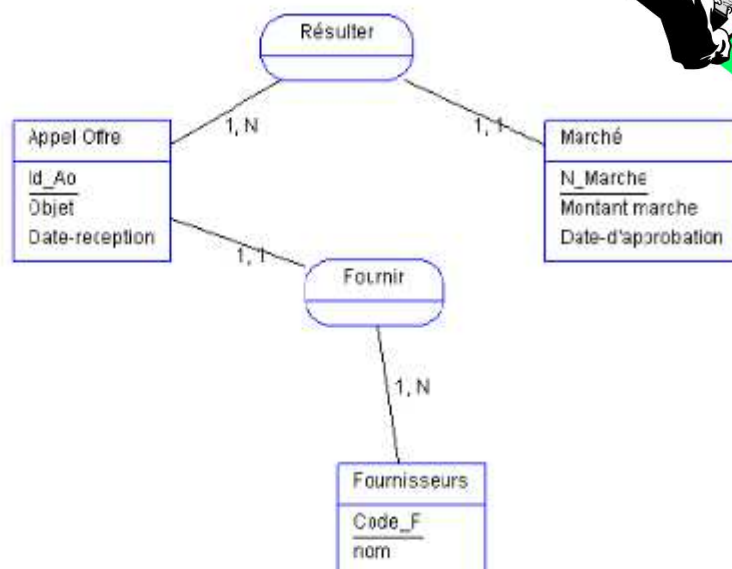 Résulter
1, N
1, 1
Appel Offre
Id_Ao
Objet
Date-reception
Marché
N_Marche
Montant marche
Date-d'approbation
1, 1
Fournir
1, N
Fournisseurs
Code_F
nom